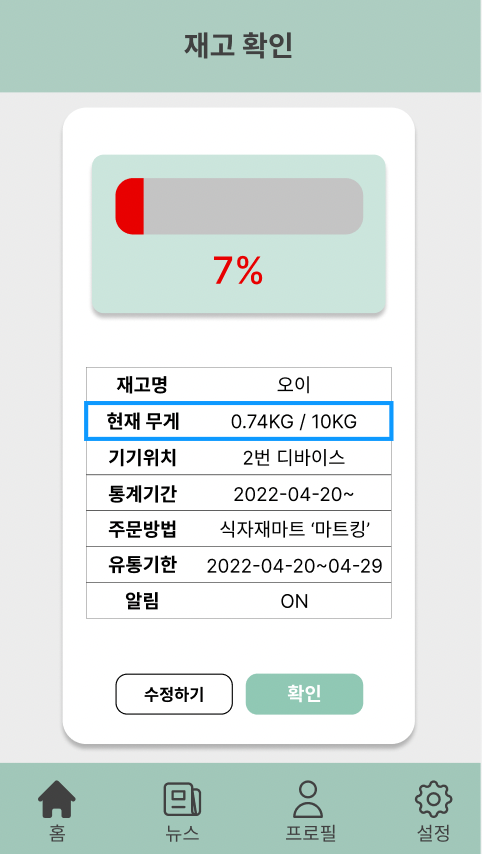 재고 확인
7%
재고명 오이
현재 무게 0.74KG / 10KG
기기위치 2번 디바이스
통계기간 2022-04-20~
주문방법 식자재마트 ‘마트킹’
유통기한 2022-04-20~04-29
알림 ON
수정하기 확인
홈 뉴스 프로필 설정